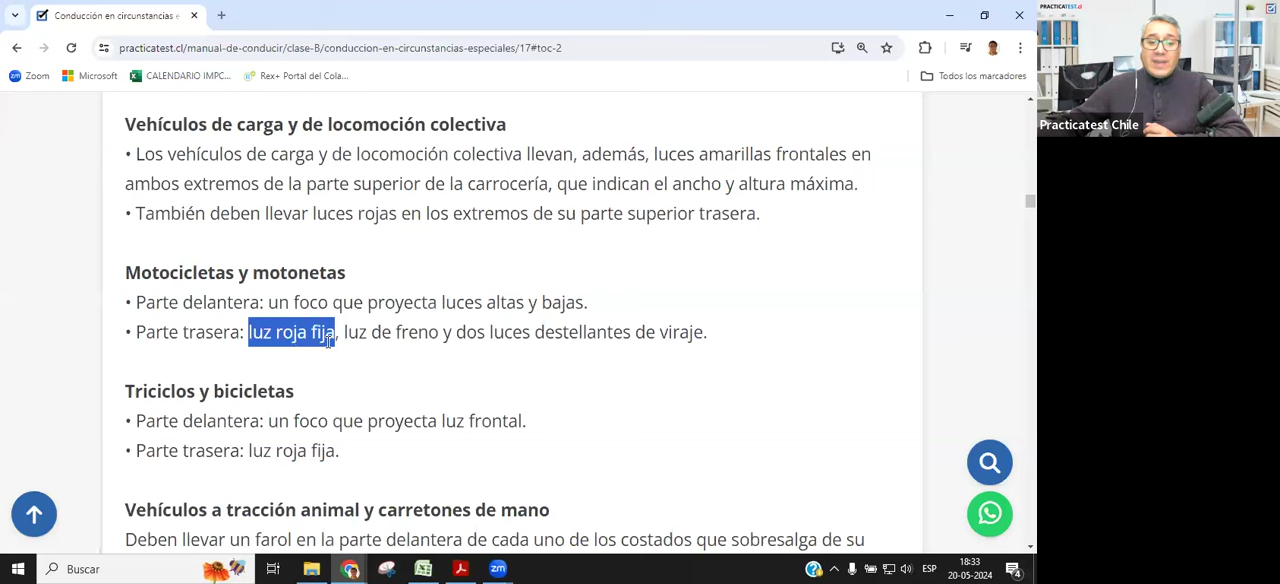 Conducción en circunstancias e
practicatest.cl/manual-de-conducir/clase-B/conduccion-en-circunstancias-especiales/17#toc-2
Zoom
Microsoft
CALENDARIO IMPC...
Rex+ Portal del Cola...
Todos los marcadores
PRACTICATEST.cl
Practicatest Chile
Vehículos de carga y de locomoción colectiva
• Los vehículos de carga y de locomoción colectiva llevan, además, luces amarillas frontales en
ambos extremos de la parte superior de la carrocería, que indican el ancho y altura máxima.
• También deben llevar luces rojas en los extremos de su parte superior trasera.
Motocicletas y motonetas
• Parte delantera: un foco que proyecta luces altas y bajas.
• Parte trasera: luz roja fija, luz de freno y dos luces destellantes de viraje.
Triciclos y bicicletas
• Parte delantera: un foco que proyecta luz frontal.
• Parte trasera: luz roja fija.
Vehículos a tracción animal y carretones de mano
Deben llevar un farol en la parte delantera de cada uno de los costados que sobresalga de su
Buscar
ESP
18:33
20-05-2024
4